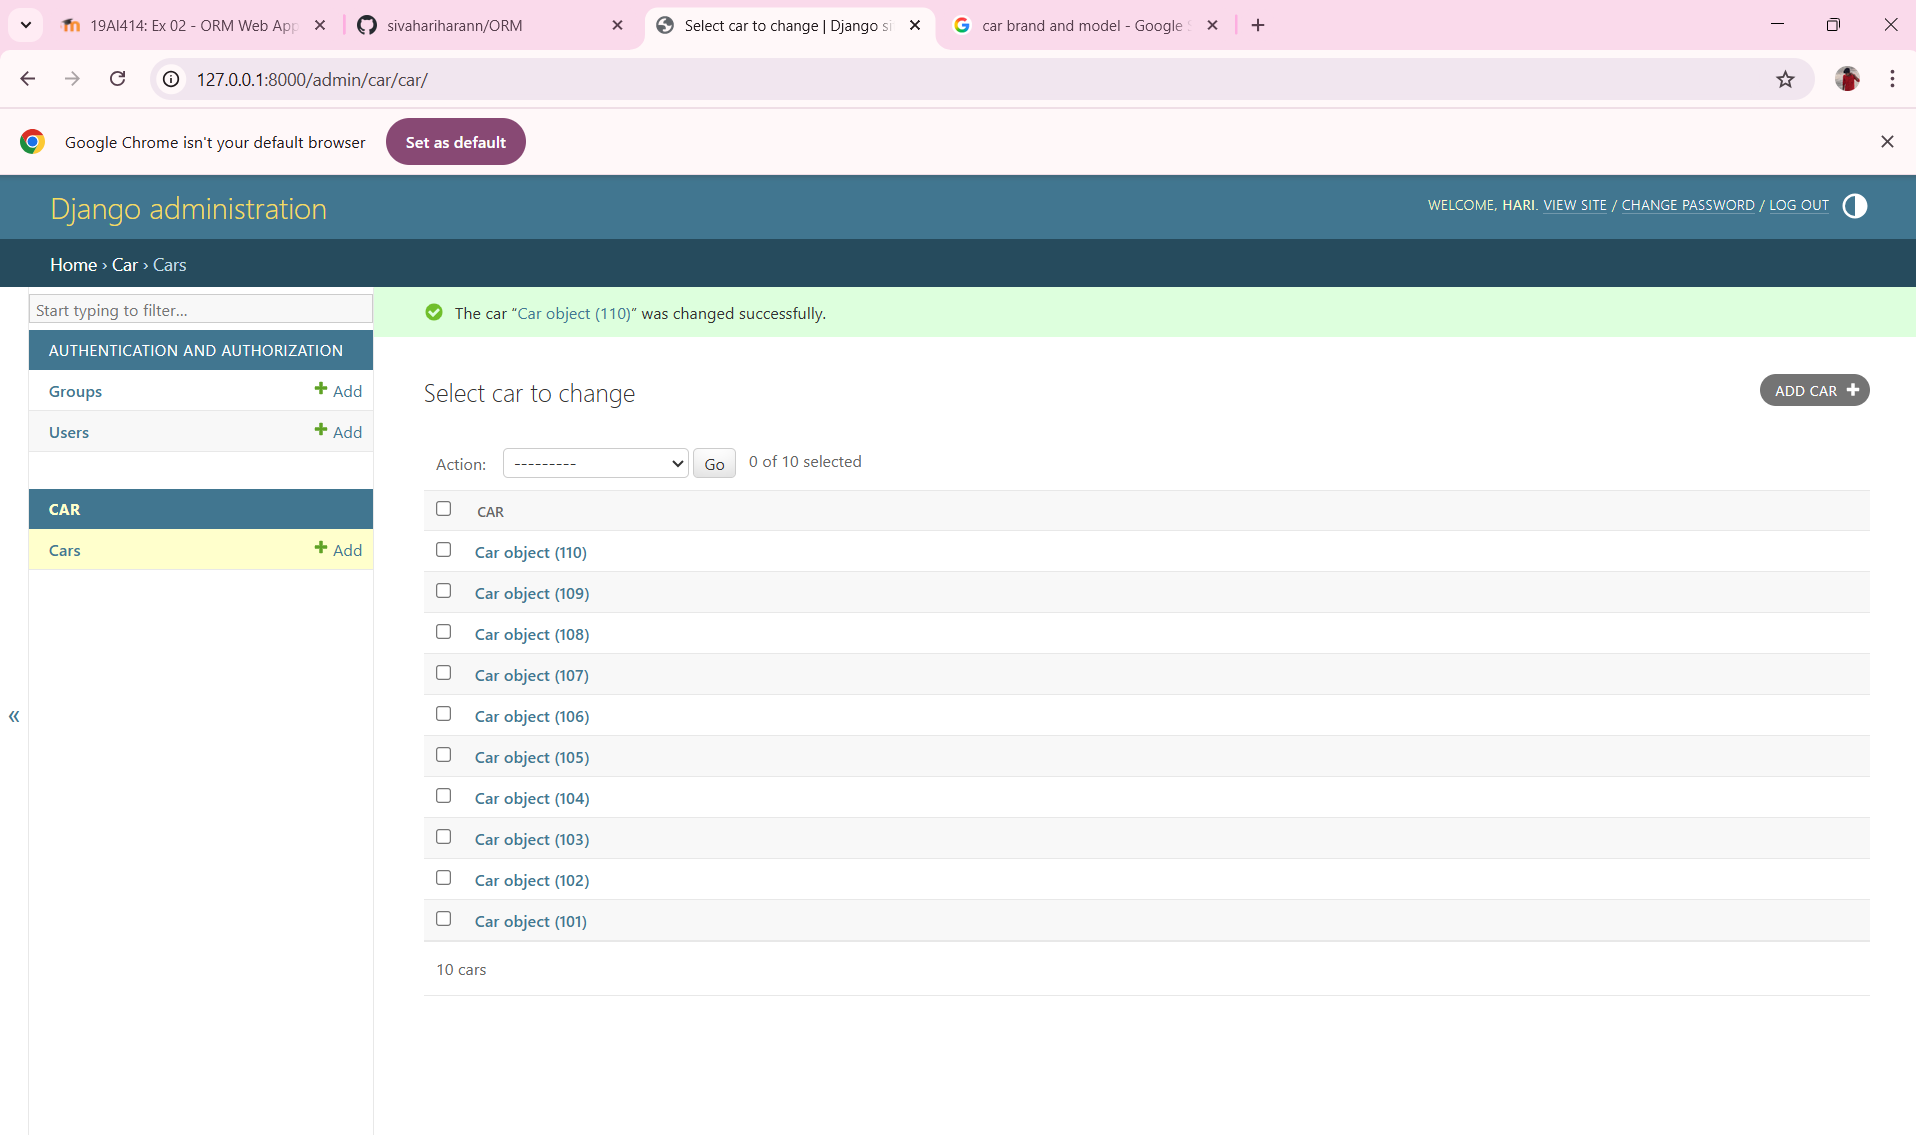 19AI414: Ex 02 - ORM Web App
sivahariharann/ORM
Select car to change | Django si
car brand and model - Google S
127.0.0.1:8000/admin/car/car/
Google Chrome isn't your default browser
Set as default
Django administration
WELCOME, HARI. VIEW SITE / CHANGE PASSWORD / LOG OUT
Home › Car › Cars
Start typing to filter...
AUTHENTICATION AND AUTHORIZATION
Groups
+ Add
Users
+ Add
CAR
Cars
+ Add
«
The car “Car object (110)” was changed successfully.
Select car to change
ADD CAR +
Action:
---------
Go
0 of 10 selected
CAR
Car object (110)
Car object (109)
Car object (108)
Car object (107)
Car object (106)
Car object (105)
Car object (104)
Car object (103)
Car object (102)
Car object (101)
10 cars